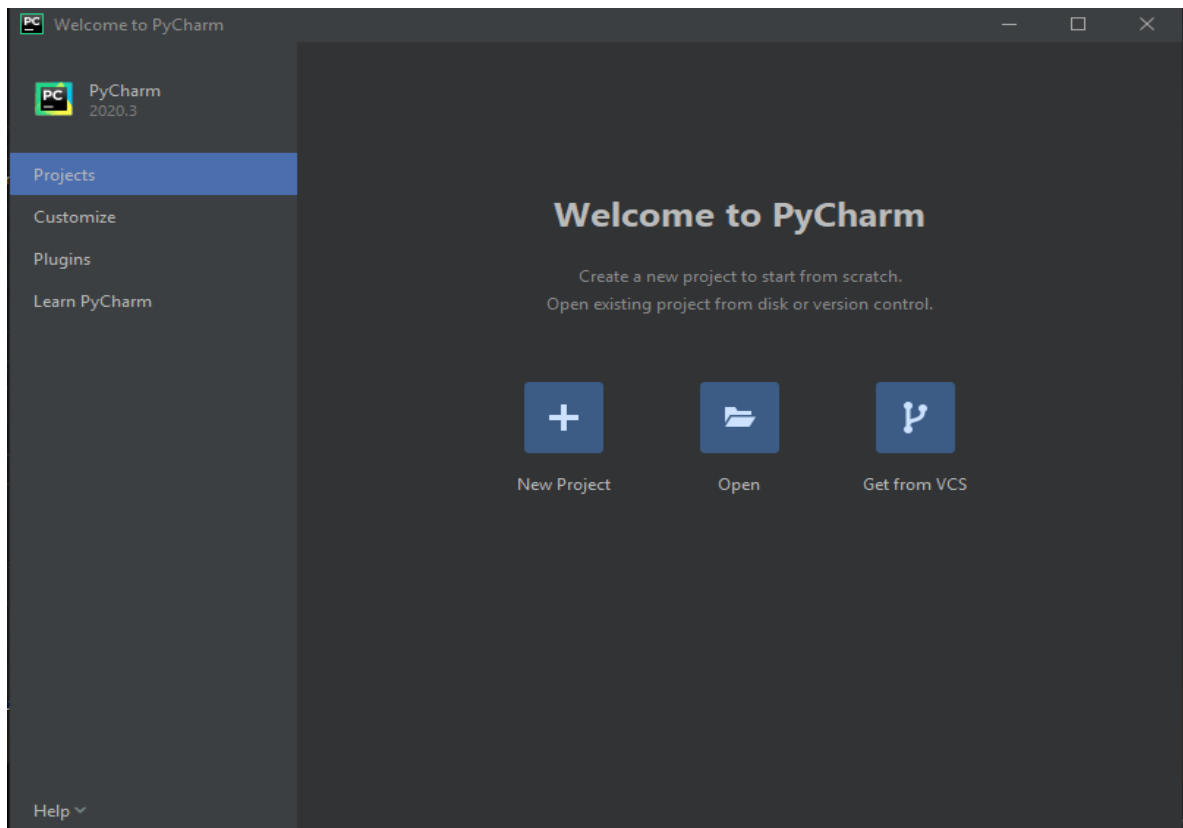 PC Welcome to PyCharm
PC PyCharm
2020.3
Projects
Customize
Plugins
Learn PyCharm
Welcome to PyCharm
Create a new project to start from scratch.
Open existing project from disk or version control.
New Project
Open
Get from VCS
Help